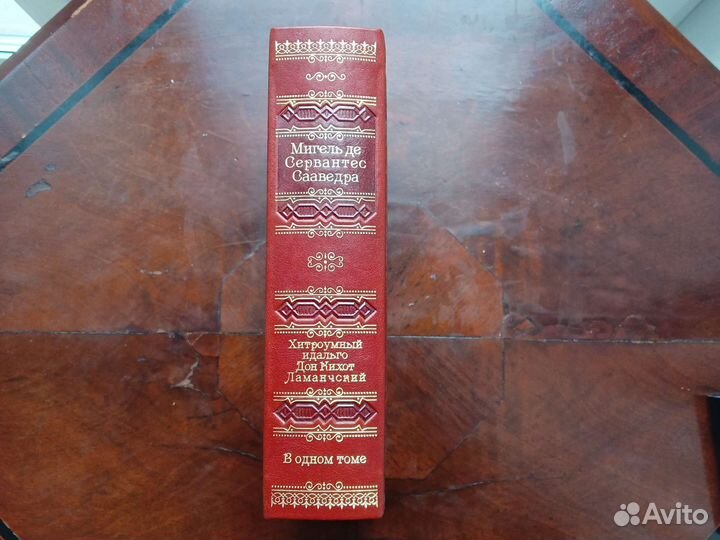 Мигель де
Сервантес
Сааведра
Хитроумный
идальго
Дон Кихот
Ламанчский
В одном томе
Avito